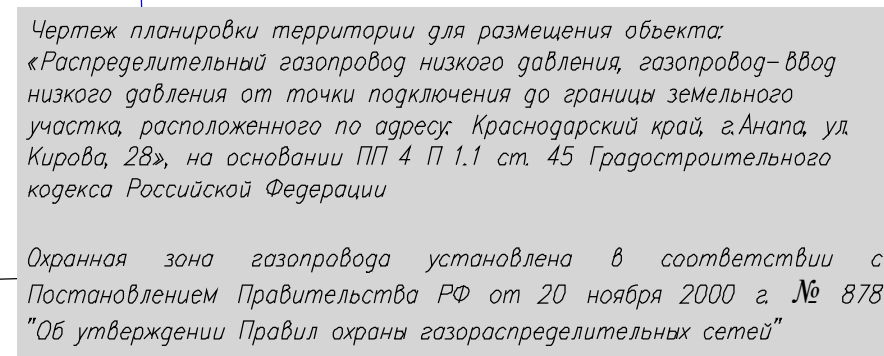 Чертеж планировки территории для размещения объекта:
«Распределительный газопровод низкого давления, газопровод-ввод
низкого давления от точки подключения до границы земельного
участка, расположенного по адресу: Краснодарский край, г.Анапа, ул.
Кирова, 28», на основании ПП 4 П 1.1 ст. 45 Градостроительного
кодекса Российской Федерации
Охранная зона газопровода установлена в соответствии с
Постановлением Правительства РФ от 20 ноября 2000 г. № 878
"Об утверждении Правил охраны газораспределительных сетей"